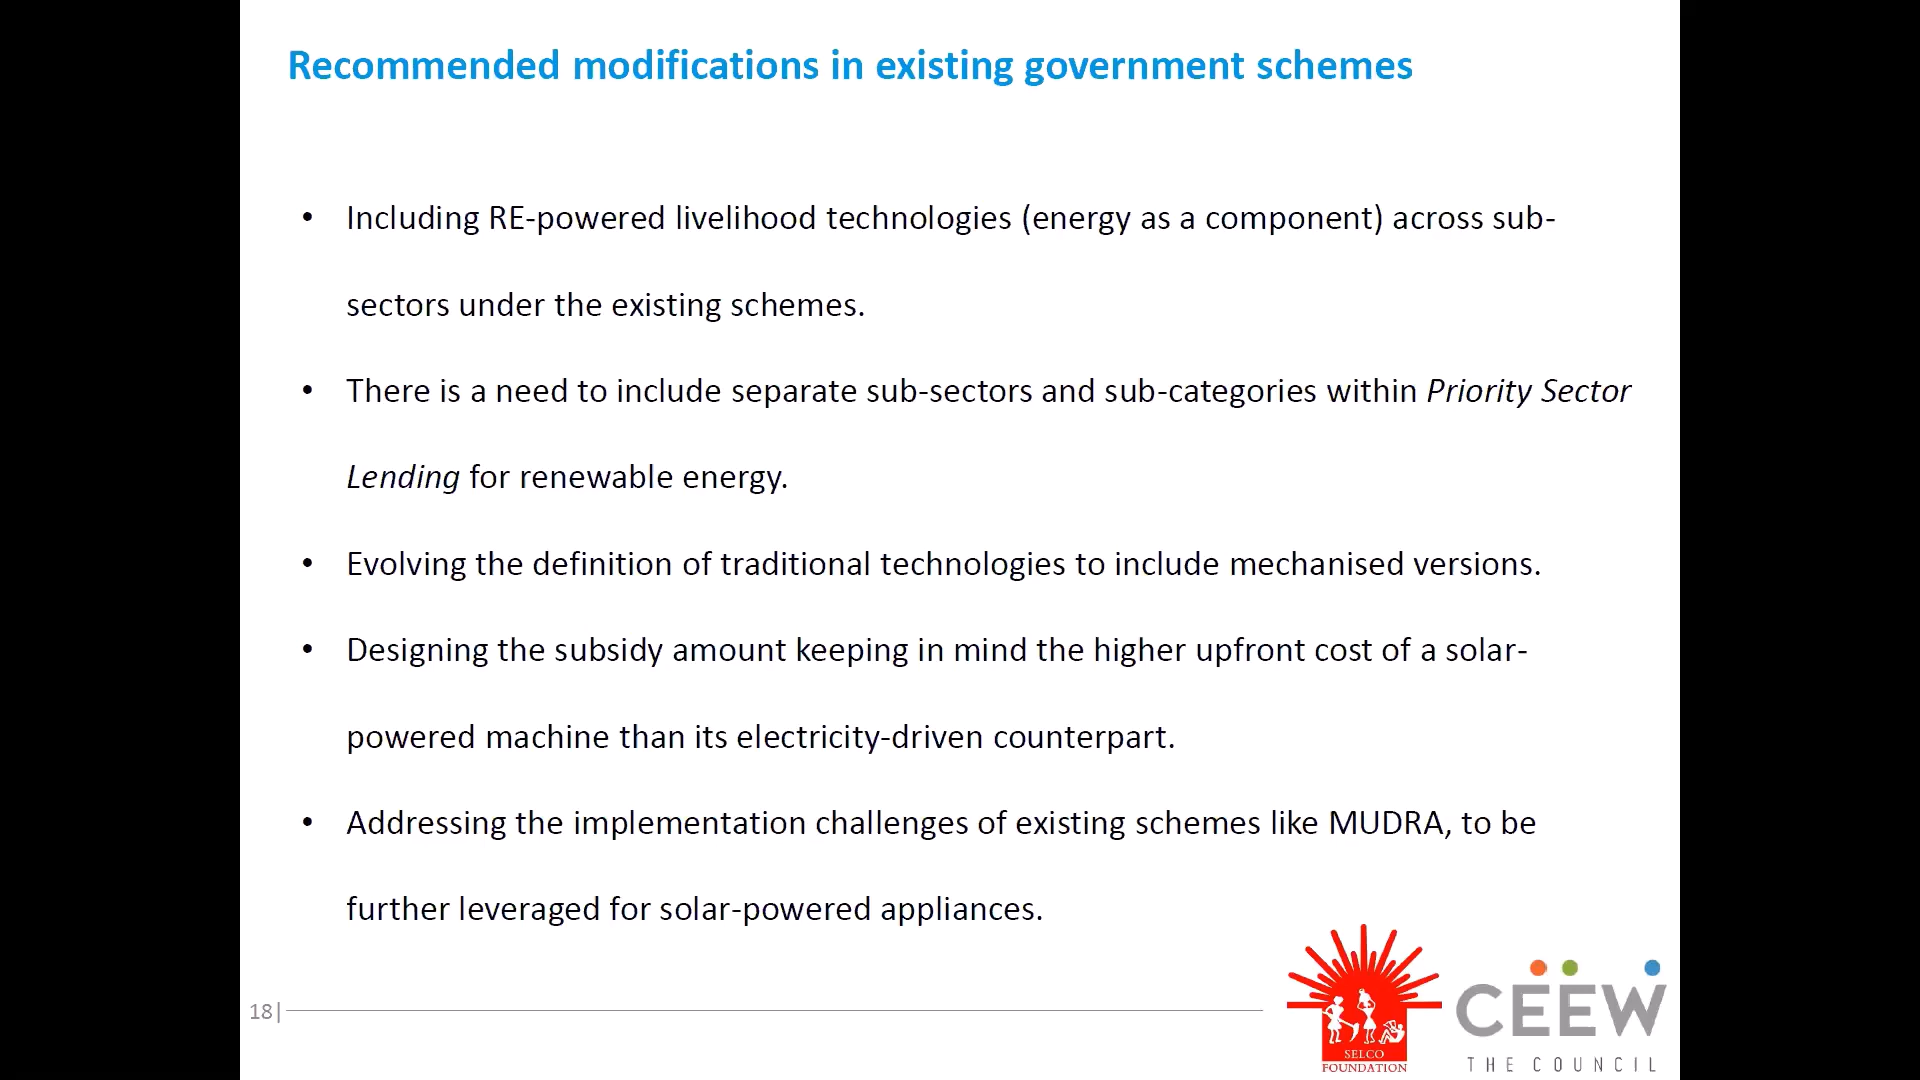 Recommended modifications in existing government schemes
• Including RE-powered livelihood technologies (energy as a component) across sub-
sectors under the existing schemes.
• There is a need to include separate sub-sectors and sub-categories within Priority Sector
Lending for renewable energy.
• Evolving the definition of traditional technologies to include mechanised versions.
• Designing the subsidy amount keeping in mind the higher upfront cost of a solar-
powered machine than its electricity-driven counterpart.
• Addressing the implementation challenges of existing schemes like MUDRA, to be
further leveraged for solar-powered appliances.
18|
SELCO
FOUNDATION
CEEW
THE COUNCIL